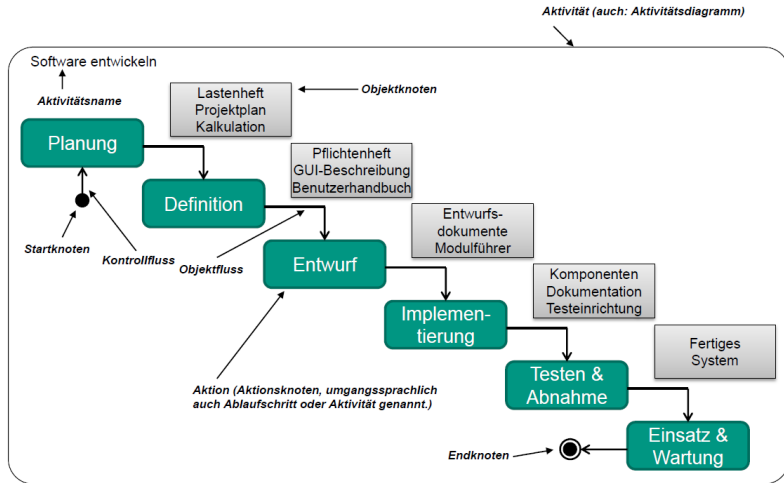 Aktivität (auch: Aktivitätsdiagramm)
Software entwickeln
Aktivitätsname
Lastenheft
Projektplan
Kalkulation
Objektknoten
Planung
Pflichtenheft
GUI-Beschreibung
Benutzerhandbuch
Definition
Startknoten
Kontrollfluss
Objektfluss
Entwurfs-
dokumente
Modulführer
Entwurf
Komponenten
Dokumentation
Testeinrichtung
Implemen-
tierung
Fertiges
System
Aktion (Aktionsknoten, umgangssprachlich
auch Ablaufschritt oder Aktivität genannt.)
Testen &
Abnahme
Einsatz &
Wartung
Endknoten